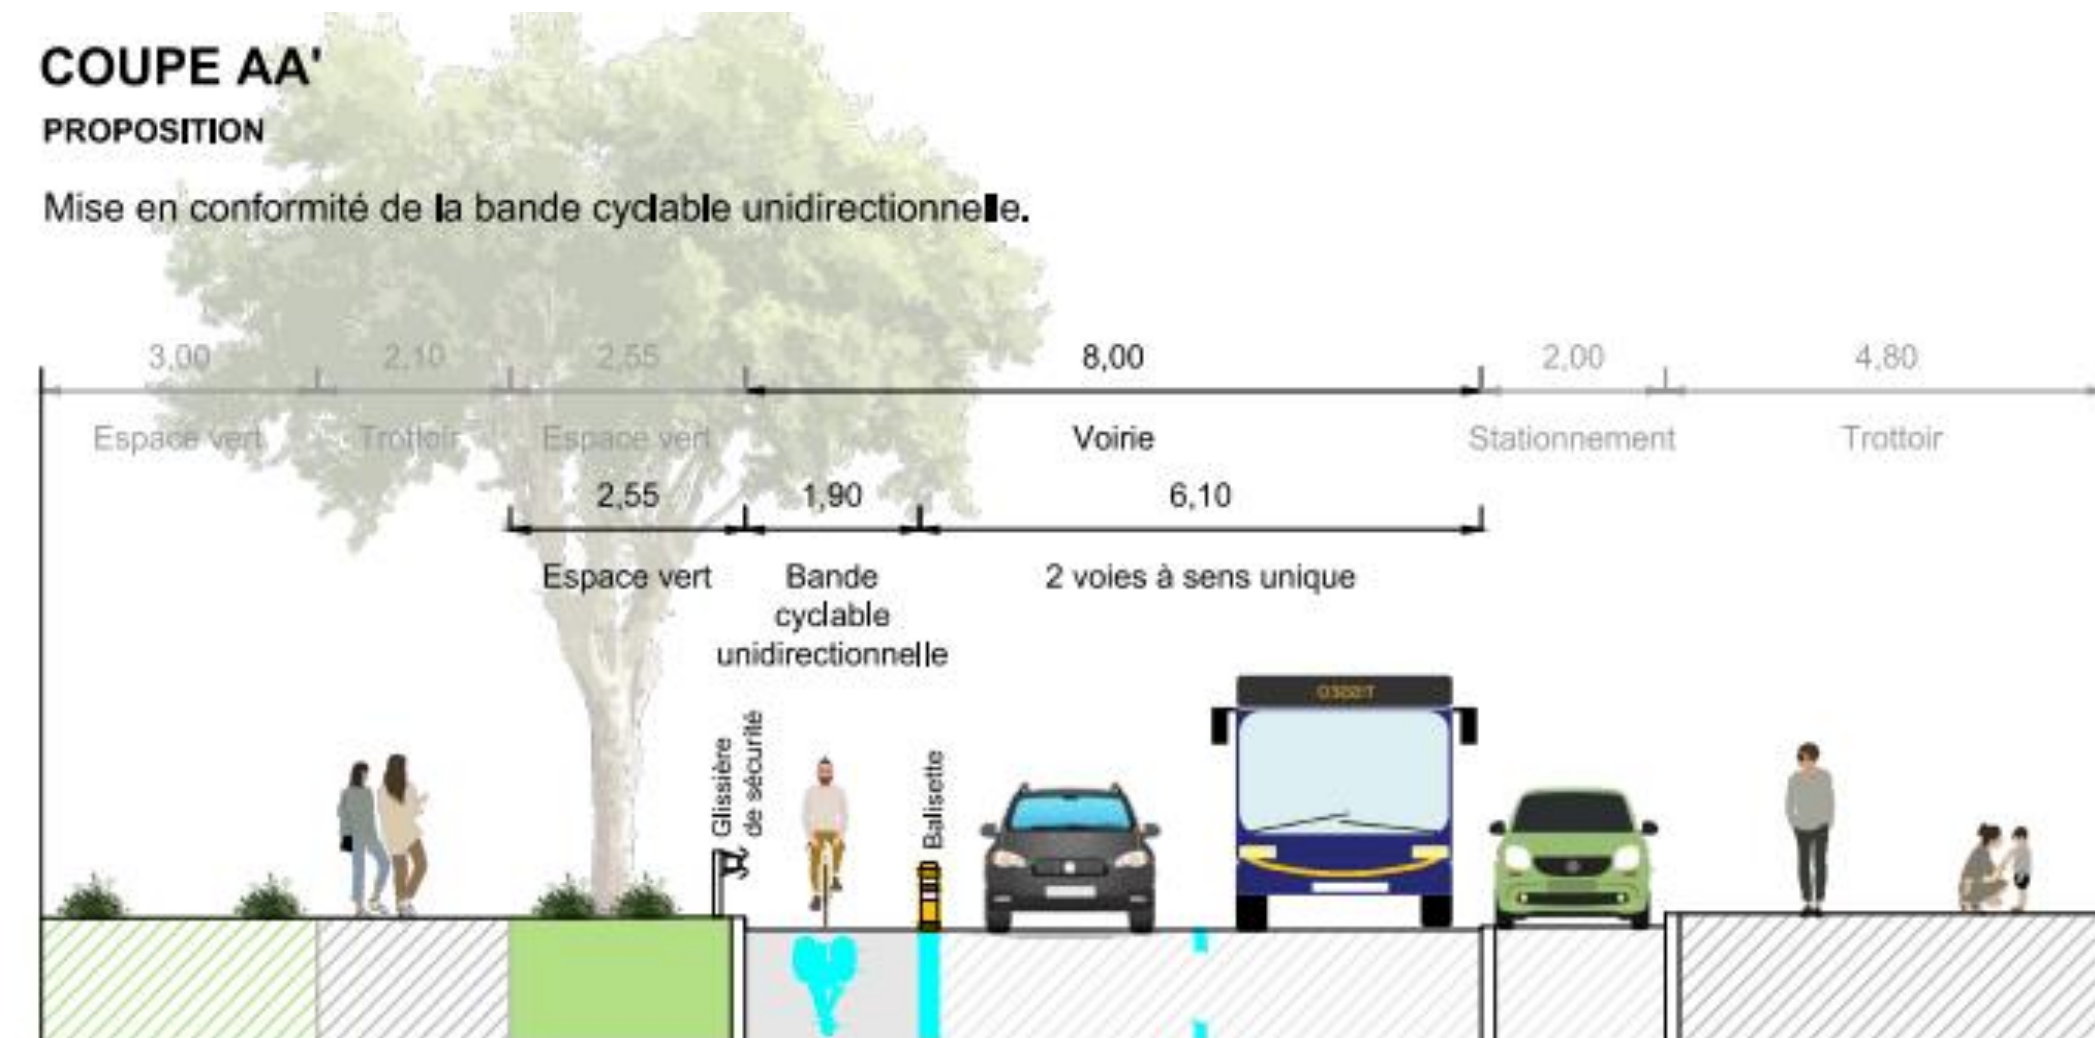 COUPE AA'
PROPOSITION
Mise en conformité de la bande cyclable unidirectionnelle.
3,00 2,10 2,55 8,00 2,00 4,80
Espace vert Trottoir Espace vert Voirie Stationnement Trottoir
2,55 1,90 6,10
Espace vert Bande 2 voies à sens unique
cyclable
unidirectionnelle
Glissière
de sécurité
Balisette